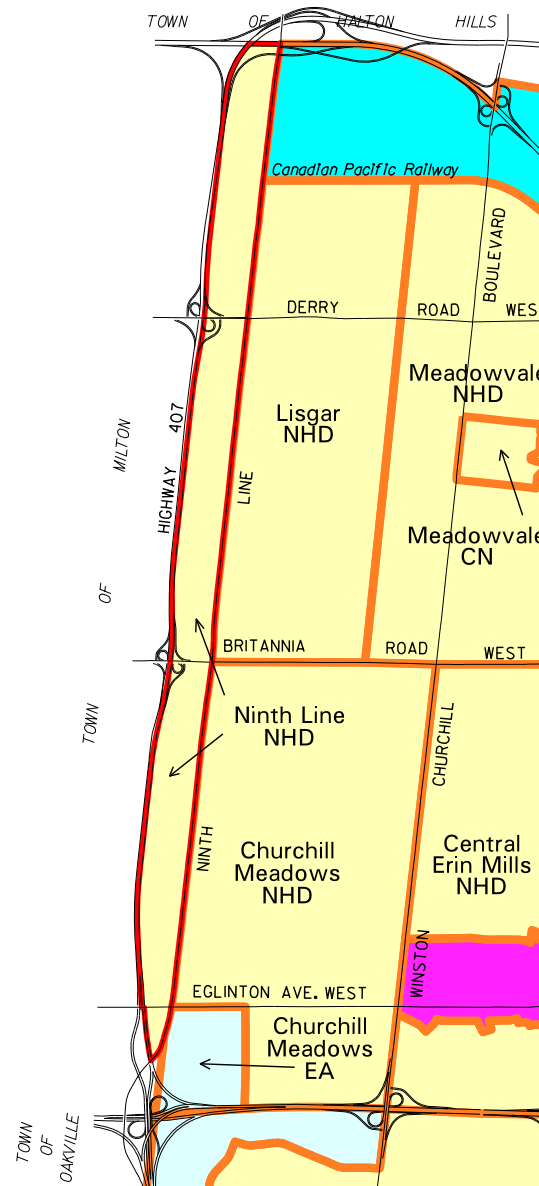 TOWN OF HALTON HILLS
Canadian Pacific Railway
BOULEVARD
DERRY ROAD WES
Meadowvale
NHD
Lisgar
NHD
407
MILTON
LINE
HIGHWAY
Meadowvale
CN
OF
BRITANNIA ROAD WEST
Ninth Line
NHD
TOWN
CHURCHILL
NINTH
Churchill
Meadows
NHD
Central
Erin Mills
NHD
WINSTON
EGLINTON AVE. WEST
Churchill
Meadows
EA
TOWN
OF
OAKVILLE